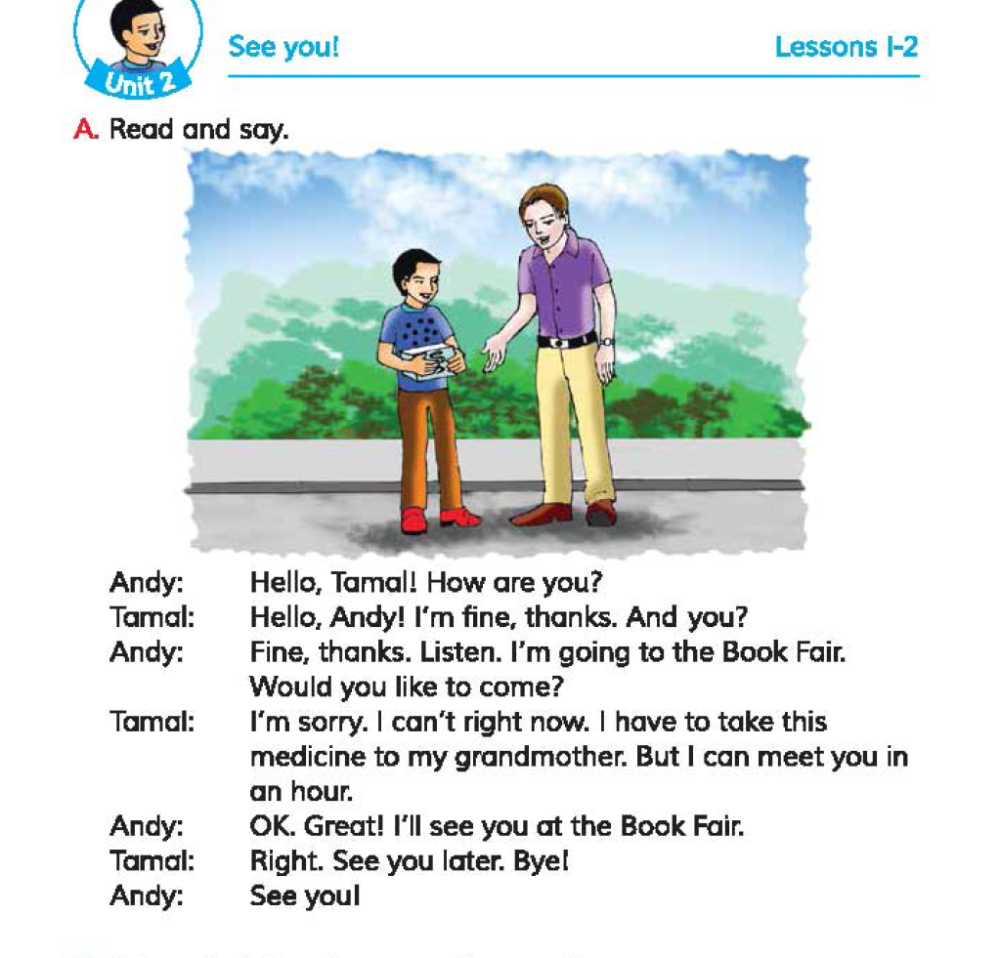 See you!
Lessons 1-2
Unit 2
A. Read and say.
Andy: Hello, Tamal! How are you?
Tamal: Hello, Andy! I'm fine, thanks. And you?
Andy: Fine, thanks. Listen. I'm going to the Book Fair.
Would you like to come?
Tamal: I'm sorry. I can't right now. I have to take this
medicine to my grandmother. But I can meet you in
an hour.
Andy: OK. Great! I'll see you at the Book Fair.
Tamal: Right. See you later. Bye!
Andy: See you!